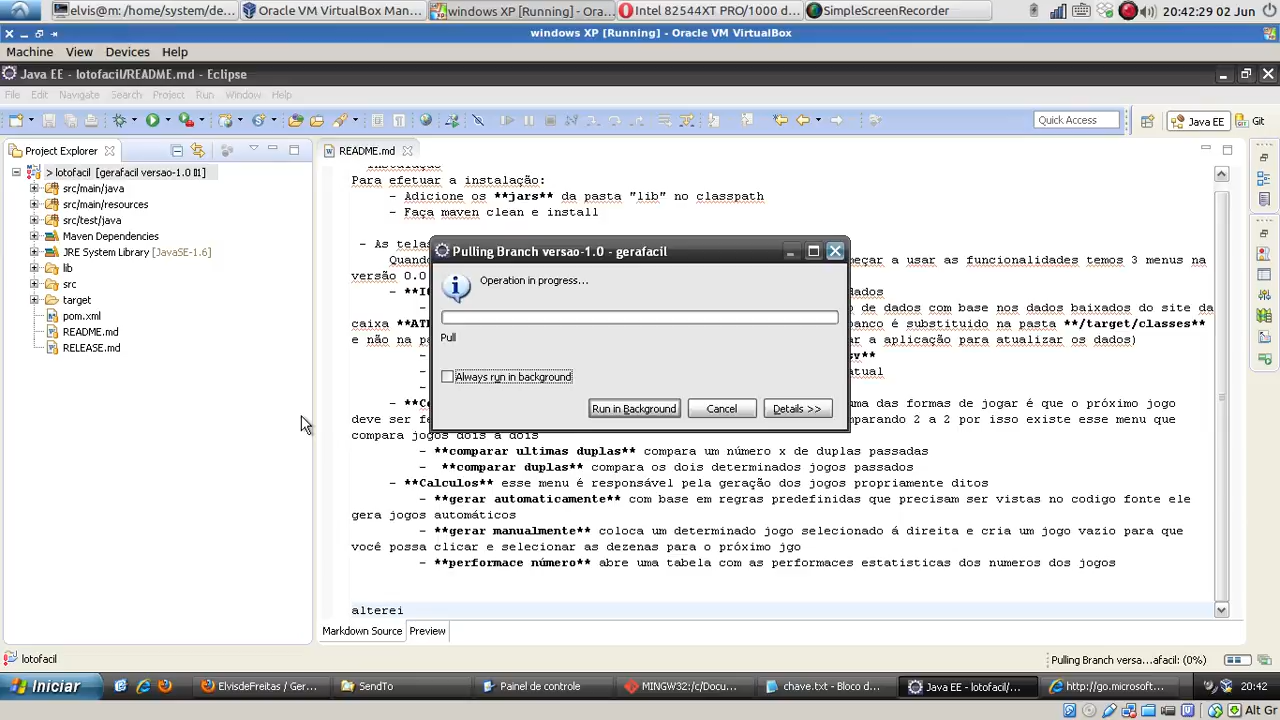 elvis@m: /home/system/de...
Oracle VM VirtualBox Man...
windows XP [Running] - Ora...
Intel 82544XT PRO/1000 d...
SimpleScreenRecorder
20:42:29 02 Jun
windows XP [Running] - Oracle VM VirtualBox
Machine View Devices Help
Java EE - lotofacil/README.md - Eclipse
File Edit Navigate Search Project Run Window Help
Quick Access
Java EE
Git
Project Explorer
README.md
> lotofacil [gerafacil versao-1.0
src/main/java
src/main/resources
src/test/java
Maven Dependencies
JRE System Library [JavaSE-1.6]
lib
src
target
pom.xml
README.md
RELEASE.md
Instalação
Para efetuar a instalação:
- Adicione os **jars** da pasta "lib" no classpath
- Faça maven clean e install
- As telas
Quando
eçar a usar as funcionalidades temos 3 menus na
versão 0.0
- **I
dados
o de dados com base nos dados baixados do site da
caixa **AT
banco é substituido na pasta **/target/classes**
e não na pa
ar a aplicação para atualizar os dados)
sv**
atual
- **Co
uma das formas de jogar é que o próximo jogo
deve ser fe
parando 2 a 2 por isso existe esse menu que
compara jogos dois a dois
- **comparar ultimas duplas** compara um número x de duplas passadas
- **comparar duplas** compara os dois determinados jogos passados
- **Calculos** esse menu é responsável pela geração dos jogos propriamente ditos
- **gerar automaticamente** com base em regras predefinidas que precisam ser vistas no codigo fonte ele
gera jogos automáticos
- **gerar manualmente** coloca um determinado jogo selecionado á direita e cria um jogo vazio para que
você possa clicar e selecionar as dezenas para o próximo jgo
- **performace número** abre uma tabela com as performaces estatisticas dos numeros dos jogos
alterei
Pulling Branch versao-1.0 - gerafacil
Operation in progress...
Pull
Always run in background
Run in Background
Cancel
Details >>
Markdown Source
Preview
lotofacil
Pulling Branch versa...afacil: (0%)
Iniciar
ElvisdeFreitas / Ger...
SendTo
Painel de controle
MINGW32:/c/Docu...
chave.txt - Bloco d...
Java EE - lotofacil/...
http://go.microsoft...
20:42
Alt Gr